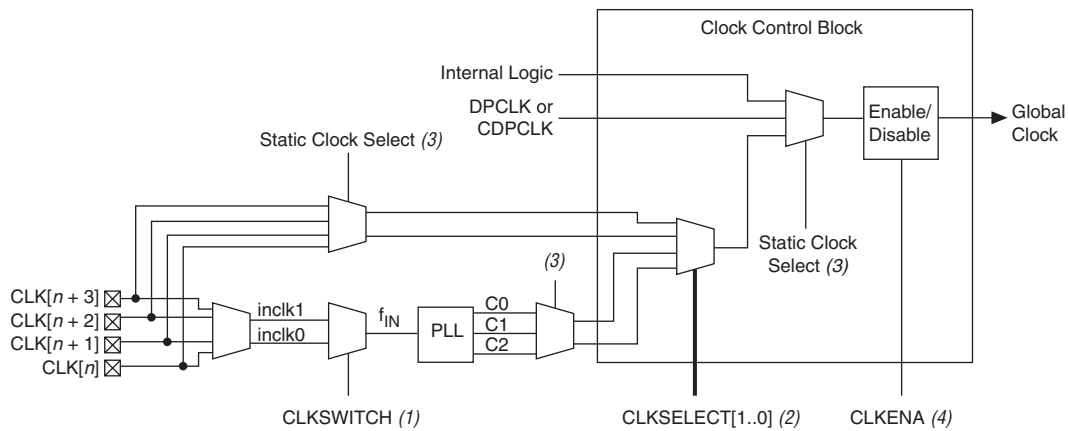 Clock Control Block
Internal Logic
DPCLK or
CDPCLK
Enable/
Disable
Global
Clock
Static Clock Select (3)
Static Clock
Select (3)
(3)
CLK[n + 3]
CLK[n + 2]
CLK[n + 1]
CLK[n]
inclk1
inclk0
fIN
PLL
C0
C1
C2
CLKSWITCH (1)
CLKSELECT[1..0] (2)
CLKENA (4)